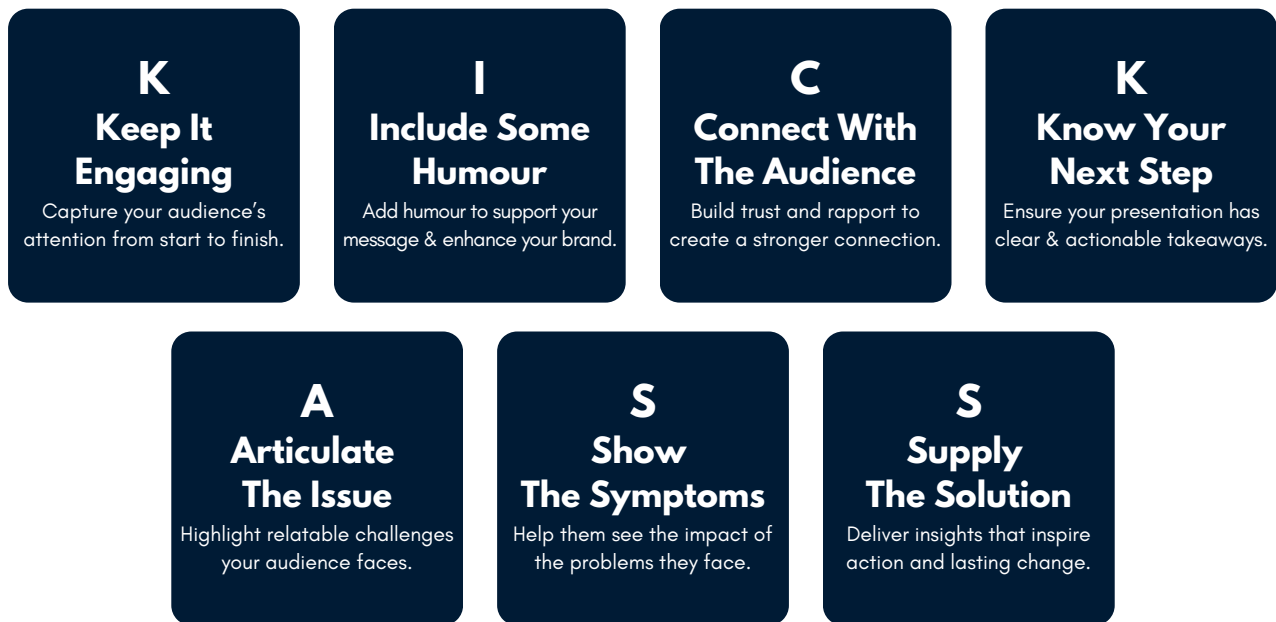 K
Keep It
Engaging
Capture your audience's
attention from start to finish.
I
Include Some
Humour
Add humour to support your
message & enhance your brand.
C
Connect With
The Audience
Build trust and rapport to
create a stronger connection.
K
Know Your
Next Step
Ensure your presentation has
clear & actionable takeaways.
A
Articulate
The Issue
Highlight relatable challenges
your audience faces.
S
Show
The Symptoms
Help them see the impact of
the problems they face.
S
Supply
The Solution
Deliver insights that inspire
action and lasting change.